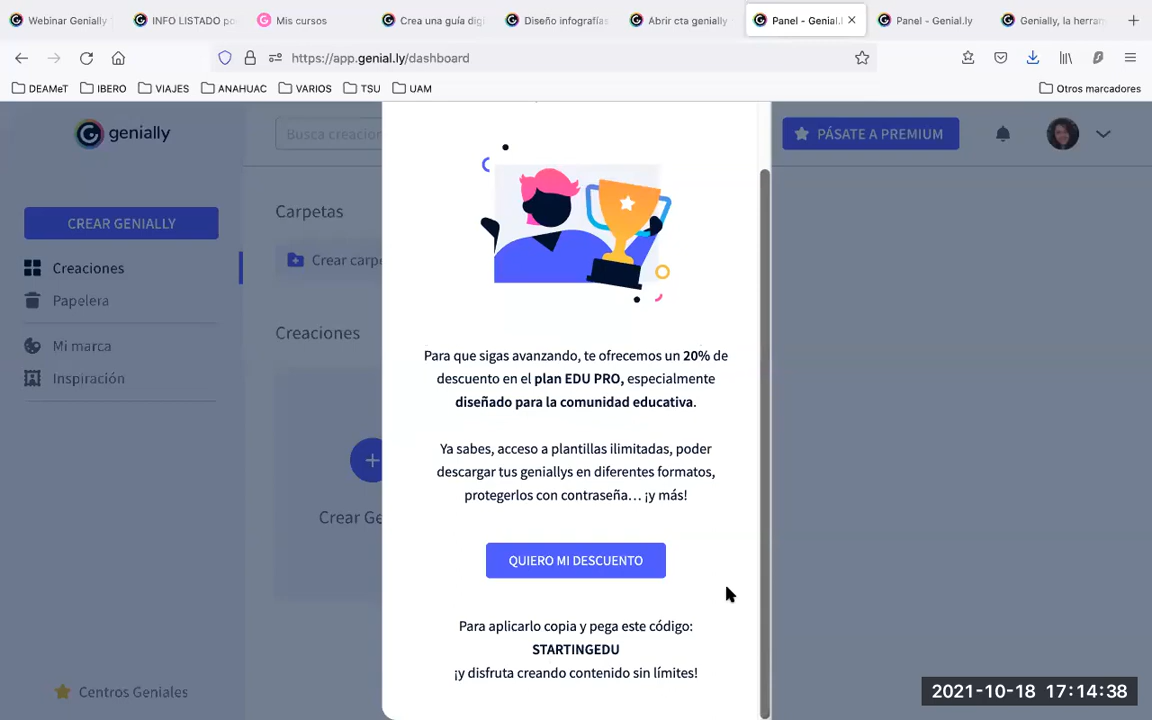 Webinar Genially
INFO LISTADO po
Mis cursos
Crea una guía digi
Diseño infografías
Abrir cta genially
Panel - Genial.l
Panel - Genial.ly
Genially, la herran
https://app.genial.ly/dashboard
DEAMeT
IBERO
VIAJES
ANAHUAC
VARIOS
TSU
UAM
Otros marcadores
genially
Busca creacior
PÁSATE A PREMIUM
CREAR GENIALLY
Creaciones
Papelera
Mi marca
Inspiración
Centros Geniales
Carpetas
Crear carpe
Creaciones
Crear Ge
Para que sigas avanzando, te ofrecemos un 20% de
descuento en el plan EDU PRO, especialmente
diseñado para la comunidad educativa.
Ya sabes, acceso a plantillas ilimitadas, poder
descargar tus geniallys en diferentes formatos,
protegerlos con contraseña… ¡y más!
QUIERO MI DESCUENTO
Para aplicarlo copia y pega este código:
STARTINGEDU
¡y disfruta creando contenido sin límites!
2021-10-18 17:14:38